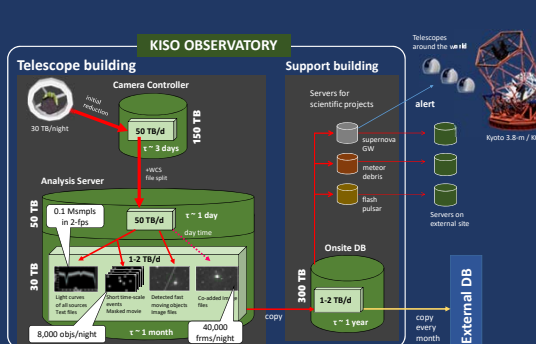 KISO OBSERVATORY
Telescope building
Support building
Telescopes
around the world
Camera Controller
initial
reduction
30 TB/night
50 TB/d
150 TB
τ ~ 3 days
+WCS
file split
Servers for
scientific projects
alert
Kyoto 3.8-m /
supernova
GW
meteor
debris
flash
pulsar
Servers on
external site
Analysis Server
50 TB
0.1 Msmpls
in 2-fps
50 TB/d
τ ~ 1 day
day time
30 TB
1-2 TB/d
Light curves
of all sources
Text files
Short time-scale
events
Masked movie
Detected fast
moving objects
Image files
Co-added image
files
8,000 objs/night
τ ~ 1 month
40,000
frms/night
copy
Onsite DB
300 TB
1-2 TB/d
τ ~ 1 year
copy
every
month
External DB